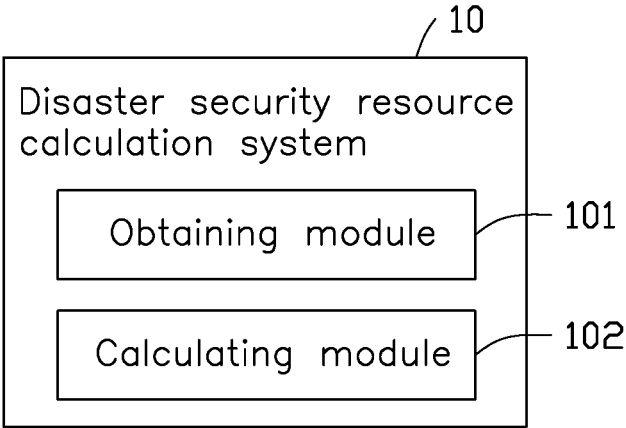 10
Disaster security resource
calculation system
Obtaining module
101
Calculating module
102